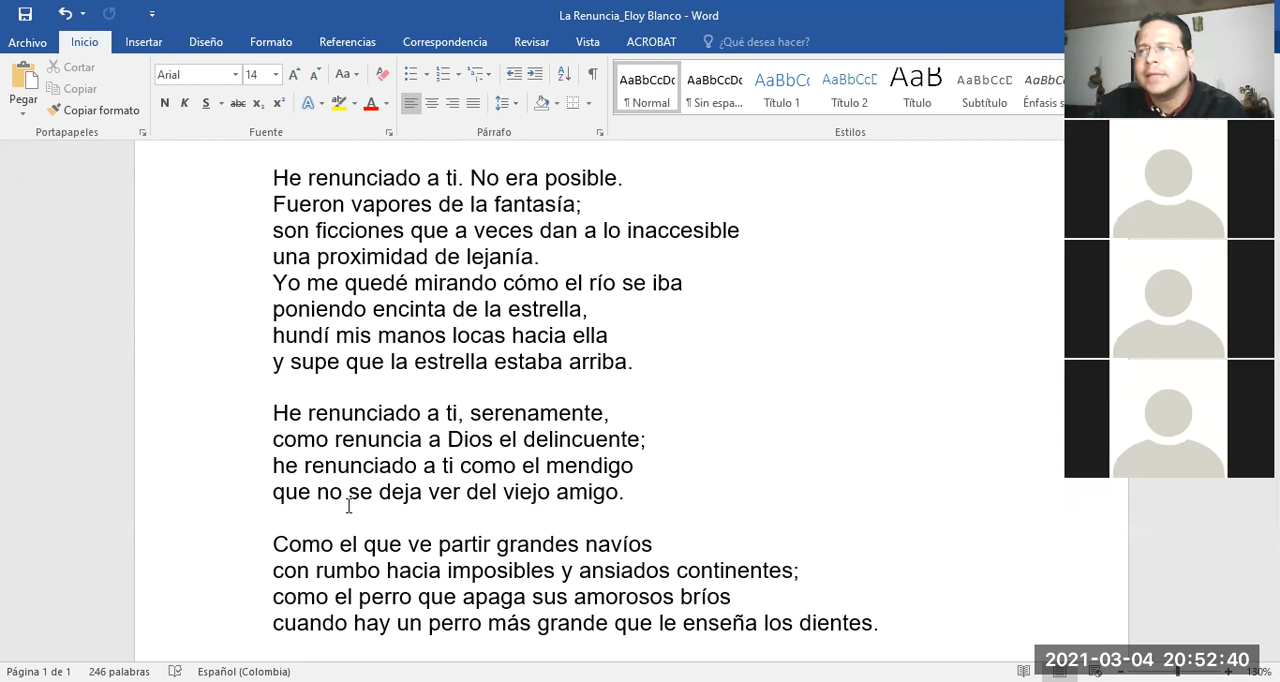 La Renuncia_Eloy Blanco - Word
Archivo Inicio Insertar Diseño Formato Referencias Correspondencia Revisar Vista ACROBAT ¿Qué desea hacer?
Pegar
Cortar
Copiar
Copiar formato
Portapapeles
Arial 14
Aa
N K S abc x₂ x² A A
Fuente
Párrafo
AaBbCcDc AaBbCcDc AaBbCc AaBbCcD AaB AaBbCcD AaBbCcDc
¶ Normal ¶ Sin espa... Título 1 Título 2 Título Subtítulo Énfasis s
Estilos
He renunciado a ti. No era posible.
Fueron vapores de la fantasía;
son ficciones que a veces dan a lo inaccesible
una proximidad de lejanía.
Yo me quedé mirando cómo el río se iba
poniendo encinta de la estrella,
hundí mis manos locas hacia ella
y supe que la estrella estaba arriba.
He renunciado a ti, serenamente,
como renuncia a Dios el delincuente;
he renunciado a ti como el mendigo
que no se deja ver del viejo amigo.
Como el que ve partir grandes navíos
con rumbo hacia imposibles y ansiados continentes;
como el perro que apaga sus amorosos bríos
cuando hay un perro más grande que le enseña los dientes.
Página 1 de 1 246 palabras Español (Colombia) 130%
2021-03-04 20:52:40